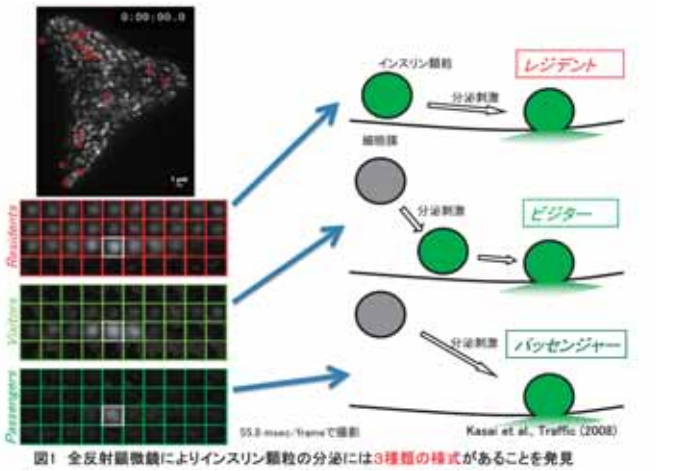 0:00:00.0
1 μm
Residents
Visitors
Passengers
インスリン顆粒
レジデント
分泌刺激
細胞膜
分泌刺激
ビジター
分泌刺激
パッセンジャー
55.8 msec/frameで撮影
Kasai et al., Traffic (2008)
図1 全反射顕微鏡によりインスリン顆粒の分泌には3種類の様式があることを発見